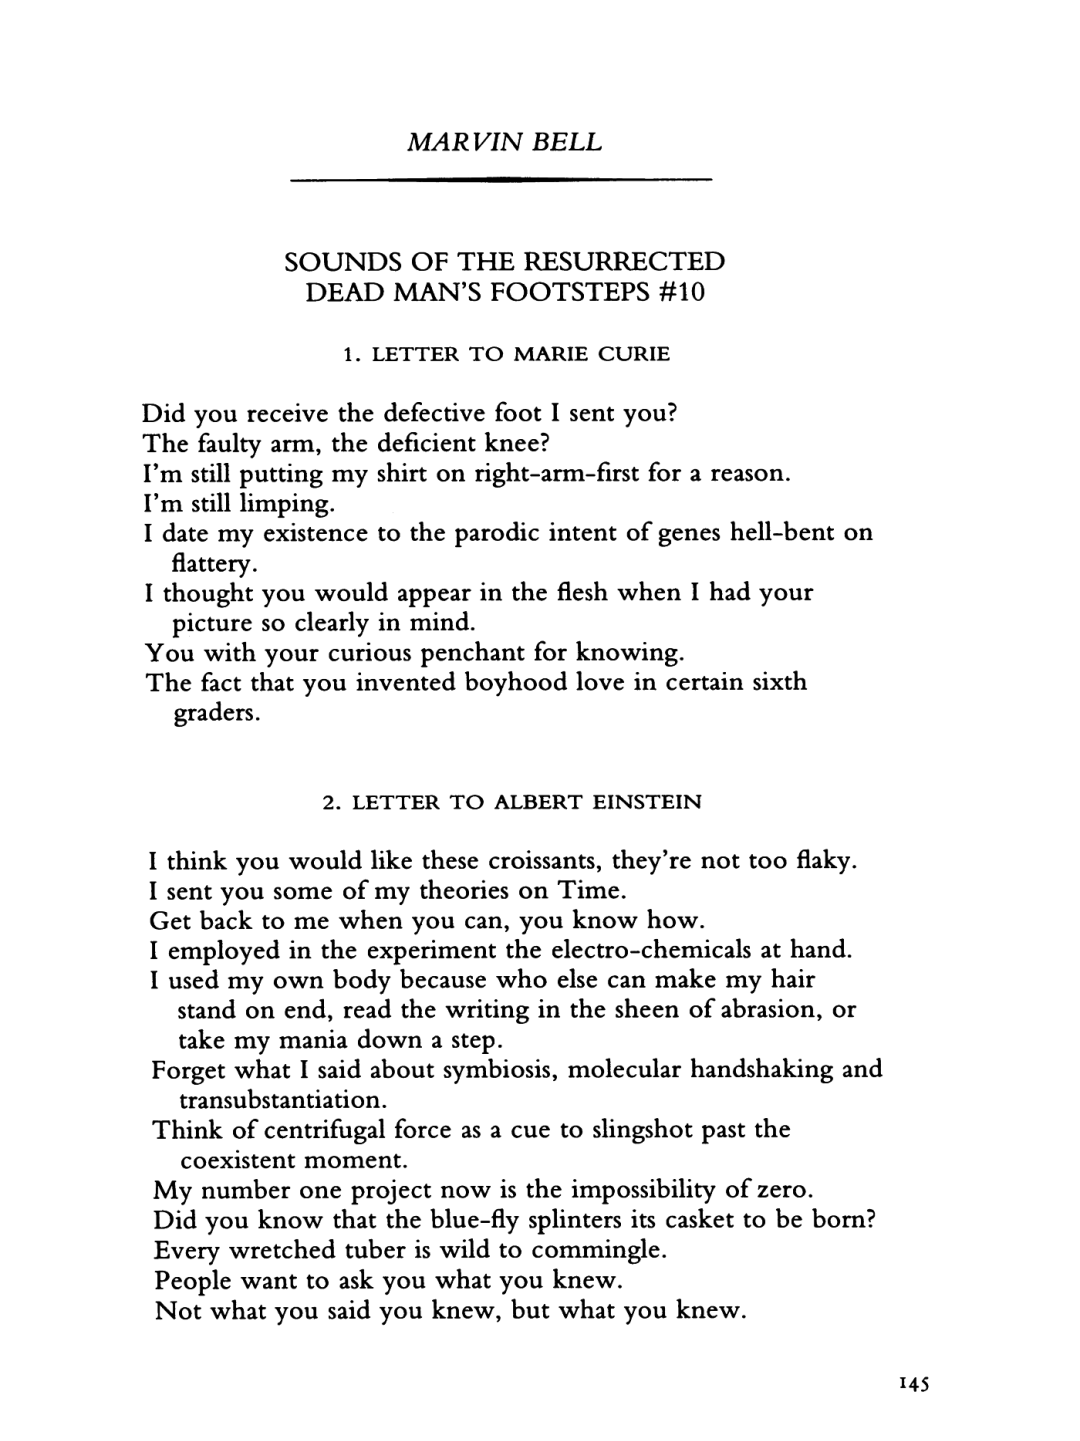 MARVIN BELL
SOUNDS OF THE RESURRECTED
DEAD MAN'S FOOTSTEPS #10
1. LETTER TO MARIE CURIE
Did you receive the defective foot I sent you?
The faulty arm, the deficient knee?
I'm still putting my shirt on right-arm-first for a reason.
I'm still limping.
I date my existence to the parodic intent of genes hell-bent on
flattery.
I thought you would appear in the flesh when I had your
picture so clearly in mind.
You with your curious penchant for knowing.
The fact that you invented boyhood love in certain sixth
graders.
2. LETTER TO ALBERT EINSTEIN
I think you would like these croissants, they're not too flaky.
I sent you some of my theories on Time.
Get back to me when you can, you know how.
I employed in the experiment the electro-chemicals at hand.
I used my own body because who else can make my hair
stand on end, read the writing in the sheen of abrasion, or
take my mania down a step.
Forget what I said about symbiosis, molecular handshaking and
transubstantiation.
Think of centrifugal force as a cue to slingshot past the
coexistent moment.
My number one project now is the impossibility of zero.
Did you know that the blue-fly splinters its casket to be born?
Every wretched tuber is wild to commingle.
People want to ask you what you knew.
Not what you said you knew, but what you knew.
145